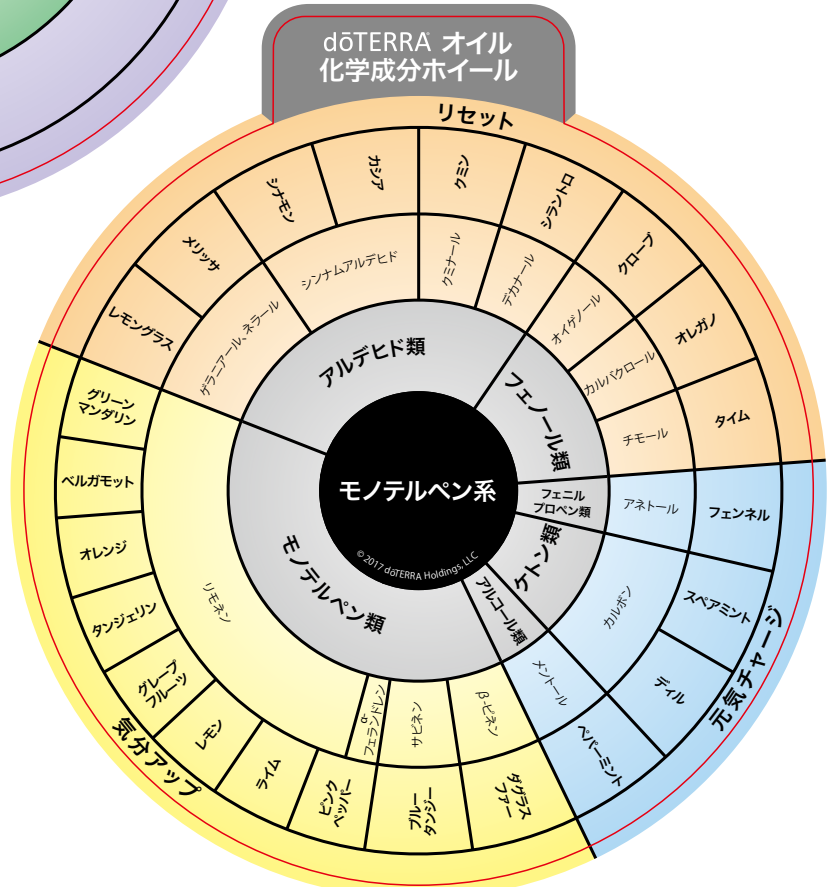 dōTERRA® オイル
化学成分ホイール
リセット
レモングラス
メリッサ
シナモン
カシア
クミン
シラントロ
クローブ
オレガノ
タイム
ゲラニアール、ネラール
シンナムアルデヒド
クミナール
デカナール
オイゲノール
カルバクロール
チモール
アルデヒド類
フェノール類
フェニル
プロペン類
ケトン類
アルコール類
モノテルペン類
モノテルペン系
© 2017 dōTERRA Holdings, LLC
アネトール
カルボン
メントール
フェンネル
スペアミント
ディル
ペパーミント
元気チャージ
リモネン
α-
フェランドレン
サビネン
β-ピネン
グリーン
マンダリン
ベルガモット
オレンジ
タンジェリン
グレープ
フルーツ
レモン
ライム
ピンク
ペッパー
ブルー
タンジー
ダグラス
ファー
気分アップ